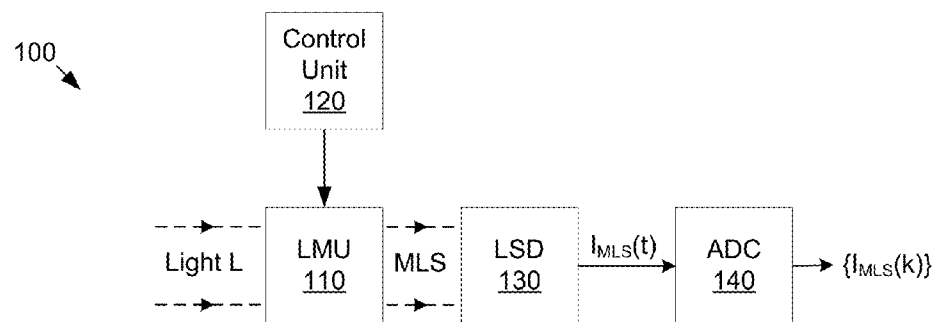 100
Control
Unit
120
Light L
LMU
110
MLS
LSD
130
I_MLS(t)
ADC
140
{I_MLS(k)}